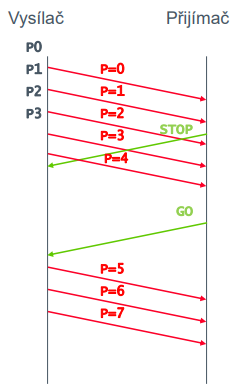 Vysílač Přijímač
P0
P1 P=0
P2 P=1
P3 P=2
STOP
P=3
P=4
GO
P=5
P=6
P=7